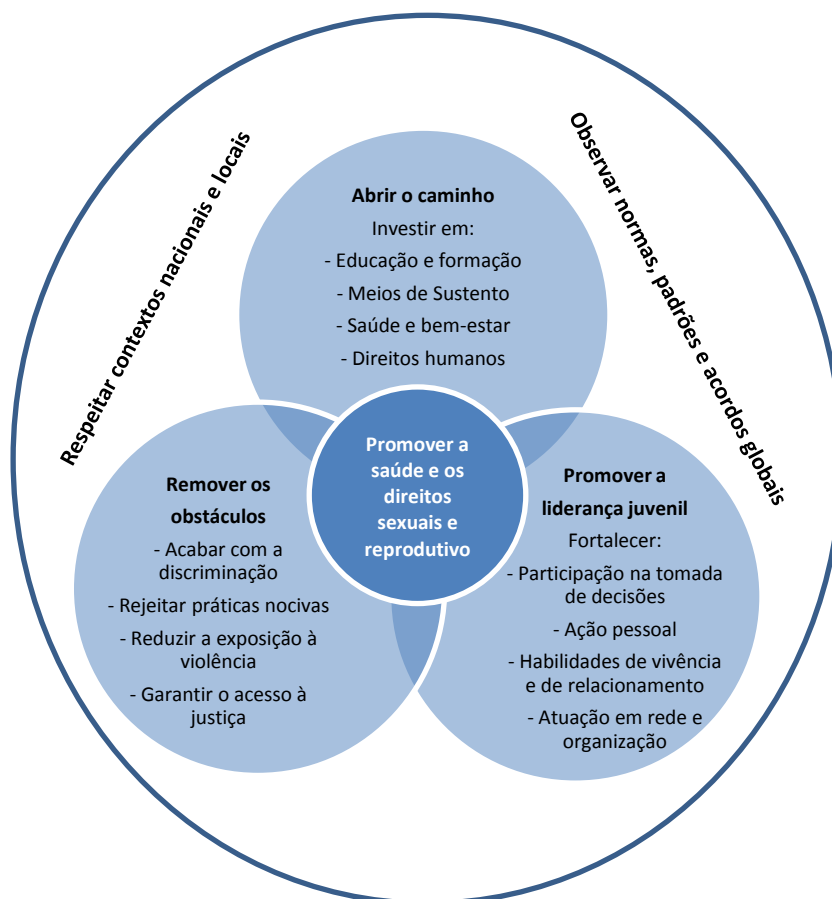 Respeitar contextos nacionais e locais
Observar normas, padrões e acordos globais
Abrir o caminho
Investir em:
- Educação e formação
- Meios de Sustento
- Saúde e bem-estar
- Direitos humanos
Promover a
saúde e os
direitos
sexuais e
reprodutivo
Remover os
obstáculos
- Acabar com a
discriminação
- Rejeitar práticas nocivas
- Reduzir a exposição à
violência
- Garantir o acesso à
justiça
Promover a
liderança juvenil
Fortalecer:
- Participação na tomada
de decisões
- Ação pessoal
- Habilidades de vivência
e de relacionamento
- Atuação em rede e
organização